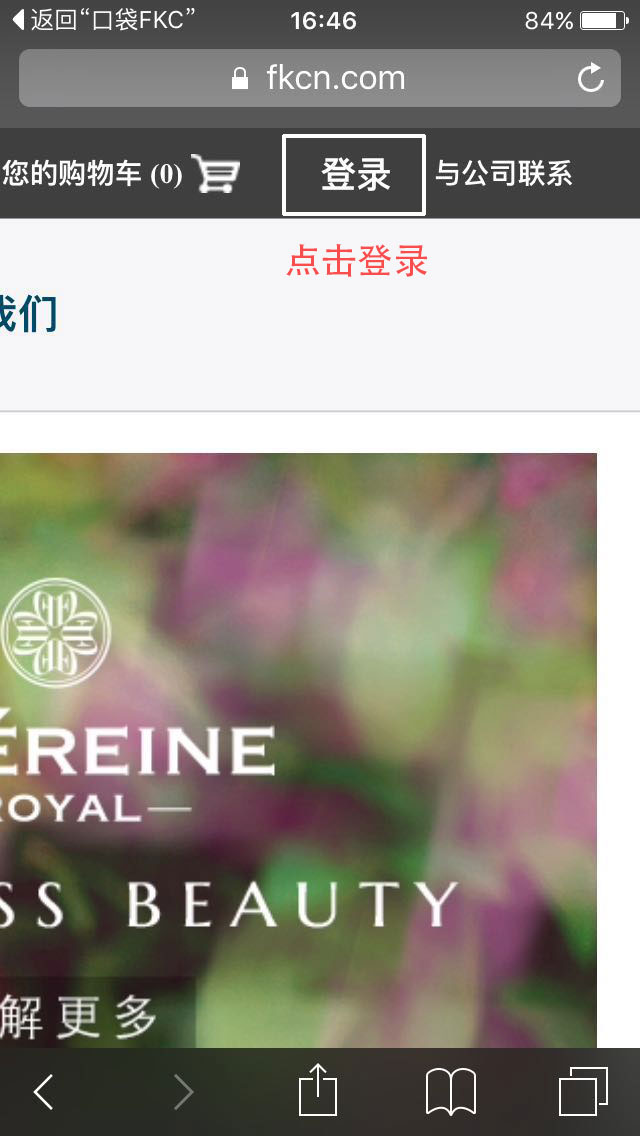 返回“口袋FKC”
16:46
84%
fkcn.com
您的购物车 (0)
登录
与公司联系
点击登录
我们
ÉREINE
ROYAL
SS BEAUTY
解更多